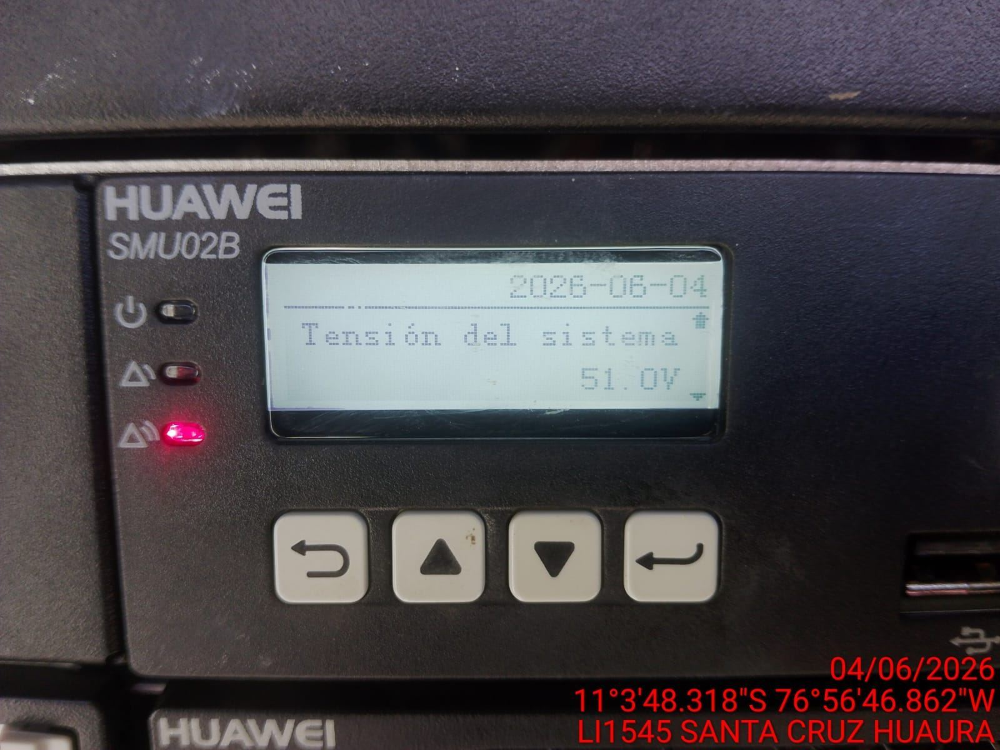 HUAWEI
SMU02B
2026-06-04
Tensión del sistema
51.0V
04/06/2026
11°3'48.318"S 76°56'46.862"W
LI1545 SANTA CRUZ HUAURA
HUAWEI